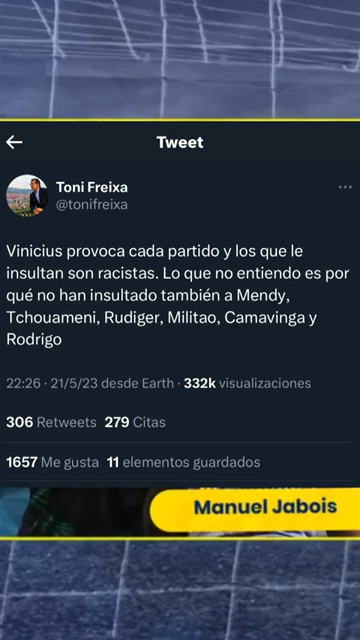 Tweet
Toni Freixa
@tonifreixa
Vinicius provoca cada partido y los que le
insultan son racistas. Lo que no entiendo es por
qué no han insultado también a Mendy,
Tchouameni, Rudiger, Militao, Camavinga y
Rodrigo
22:26 · 21/5/23 desde Earth · 332k visualizaciones
306 Retweets 279 Citas
1657 Me gusta 11 elementos guardados
Manuel Jabois